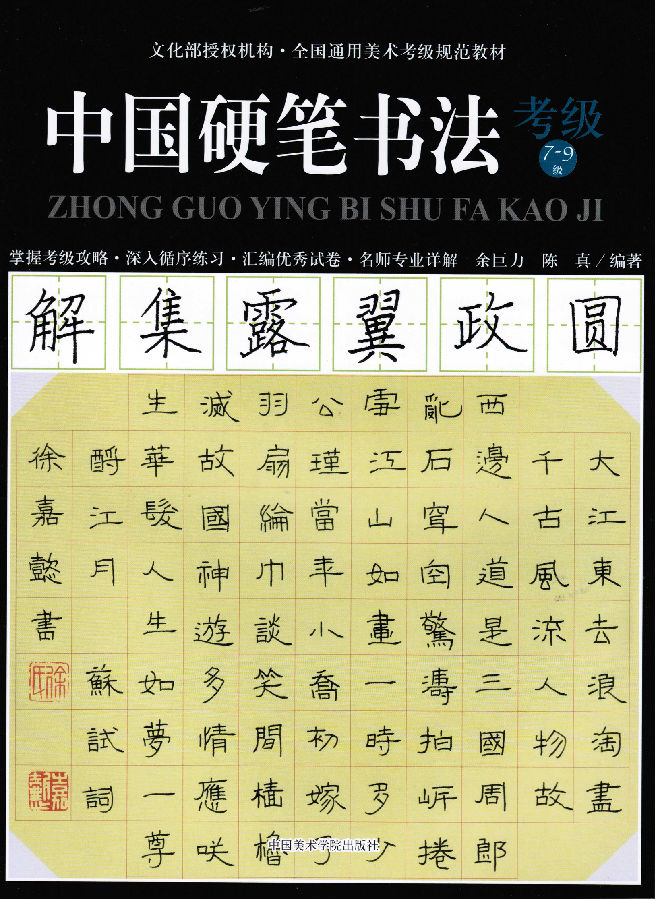 文化部授权机构·全国通用美术考级规范教材
中国硬笔书法
考级
7-9
级
ZHONG GUO YING BI SHU FA KAO JI
掌握考级攻略·深入循序练习·汇编优秀试卷·名师专业详解 余巨力 陈 真/编著
解集露翼政圆
大江東去浪淘盡
千古風流人物故
西邊人道是三國周郎
亂石穿空驚濤拍岍捲
雪江山如畫一時多少
公瑾當年小喬初嫁了
羽扇綸巾談笑間檣櫓
滅故國神遊多情應咲
生華髮人生如夢一尊
酹江月 蘇試詞
徐嘉懿書
徐氏
嘉懿
中国美术学院出版社